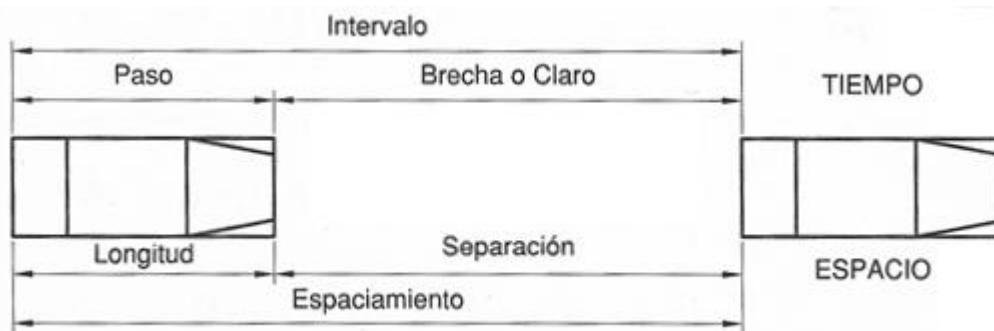 Intervalo
Paso
Brecha o Claro
TIEMPO
Longitud
Separación
ESPACIO
Espaciamiento